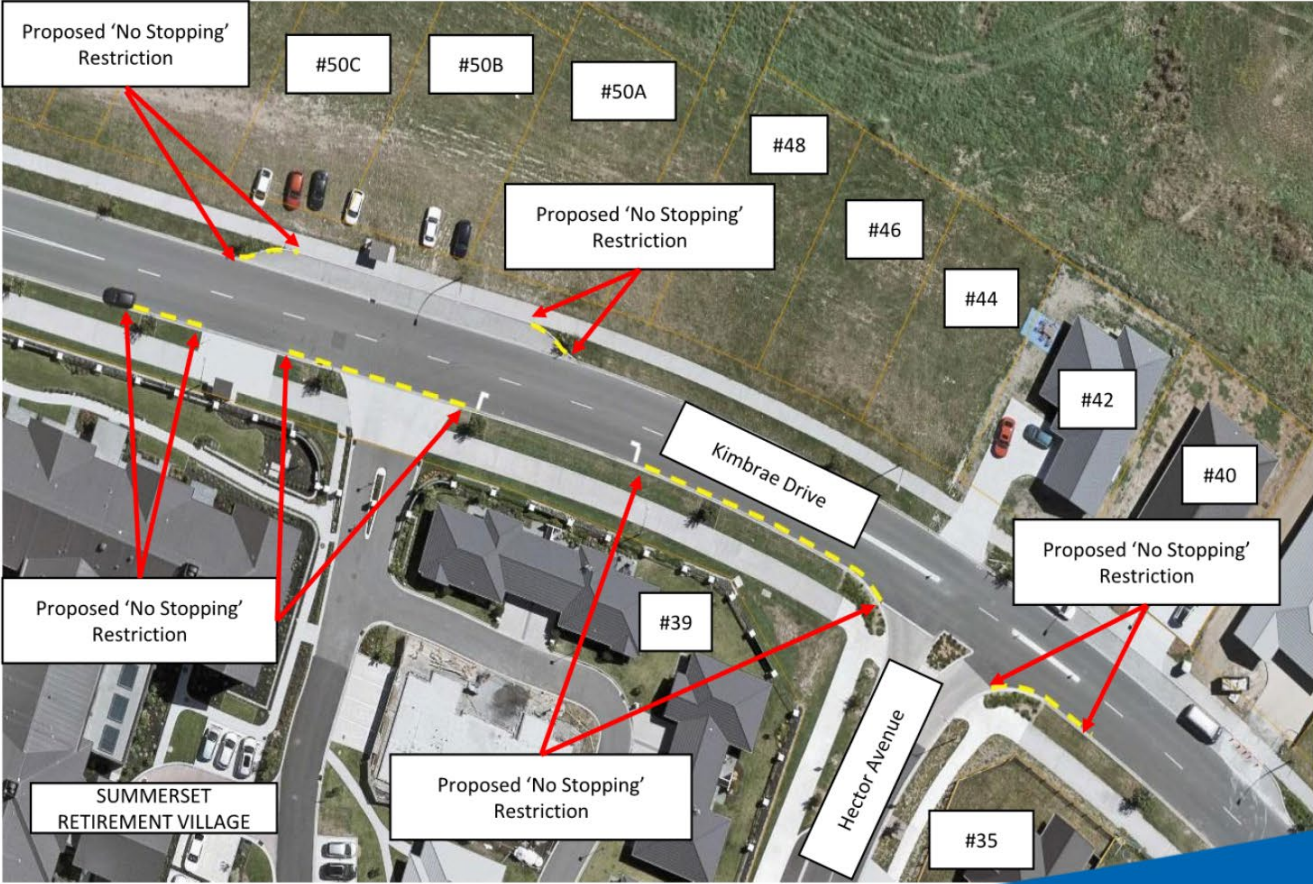 Proposed ‘No Stopping’
Restriction
#50C
#50B
#50A
#48
Proposed ‘No Stopping’
Restriction
#46
#44
#42
Kimbrae Drive
#40
Proposed ‘No Stopping’
Restriction
Proposed ‘No Stopping’
Restriction
#39
Hector Avenue
Proposed ‘No Stopping’
Restriction
SUMMERSET
RETIREMENT VILLAGE
#35